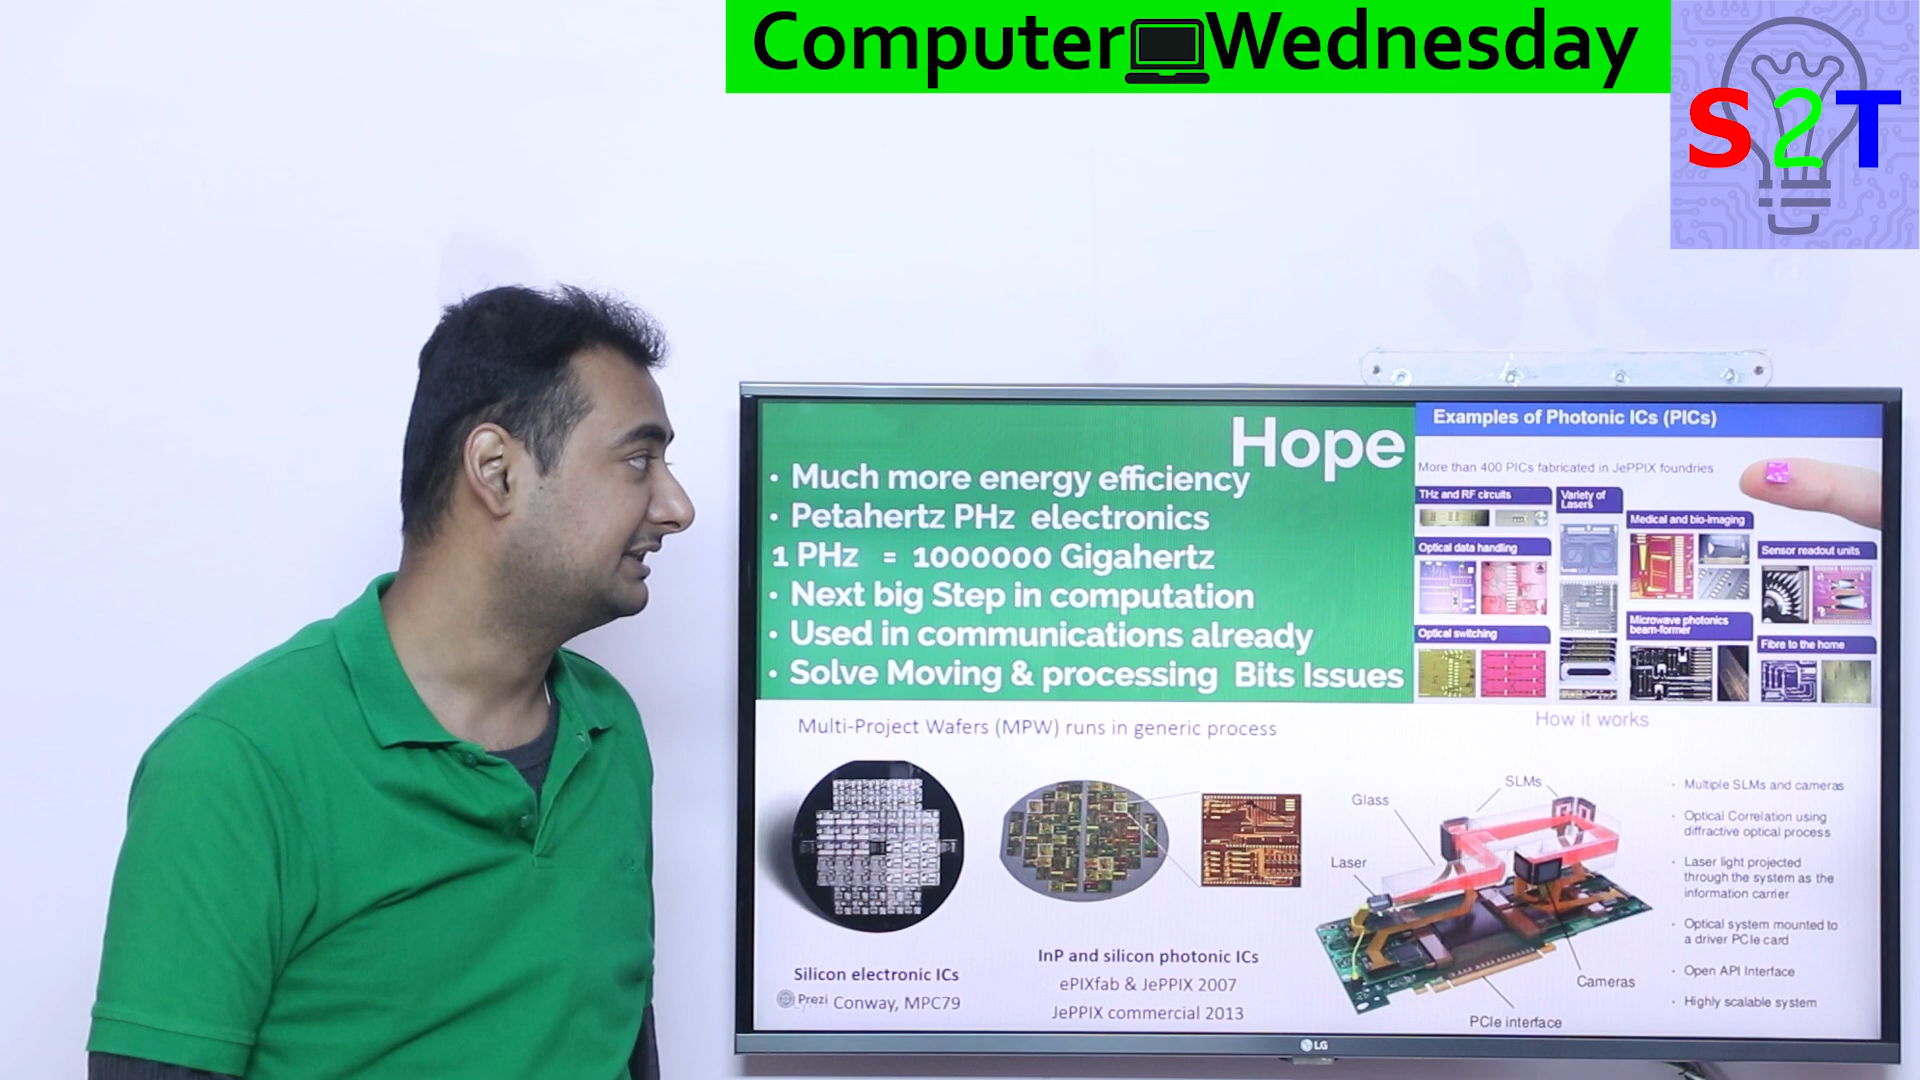 Computer Wednesday
S2T
Hope
• Much more energy efficiency
• Petahertz PHz electronics
1 PHz = 1000000 Gigahertz
• Next big Step in computation
• Used in communications already
• Solve Moving & processing Bits Issues
Examples of Photonic ICs (PICs)
More than 400 PICs fabricated in JePPIX foundries
THz and RF circuits
Variety of
Lasers
Medical and bio-imaging
Optical data handling
Sensor readout units
Optical switching
Microwave photonics
beam-former
Fibre to the home
Multi-Project Wafers (MPW) runs in generic process
Silicon electronic ICs
Prezi
Conway, MPC79
InP and silicon photonic ICs
ePIXfab & JePPIX 2007
JePPIX commercial 2013
How it works
SLMs
Glass
Laser
Cameras
PCIe interface
• Multiple SLMs and cameras
• Optical Correlation using
diffractive optical process
• Laser light projected
through the system as the
information carrier
• Optical system mounted to
a driver PCIe card
• Open API Interface
• Highly scalable system
LG